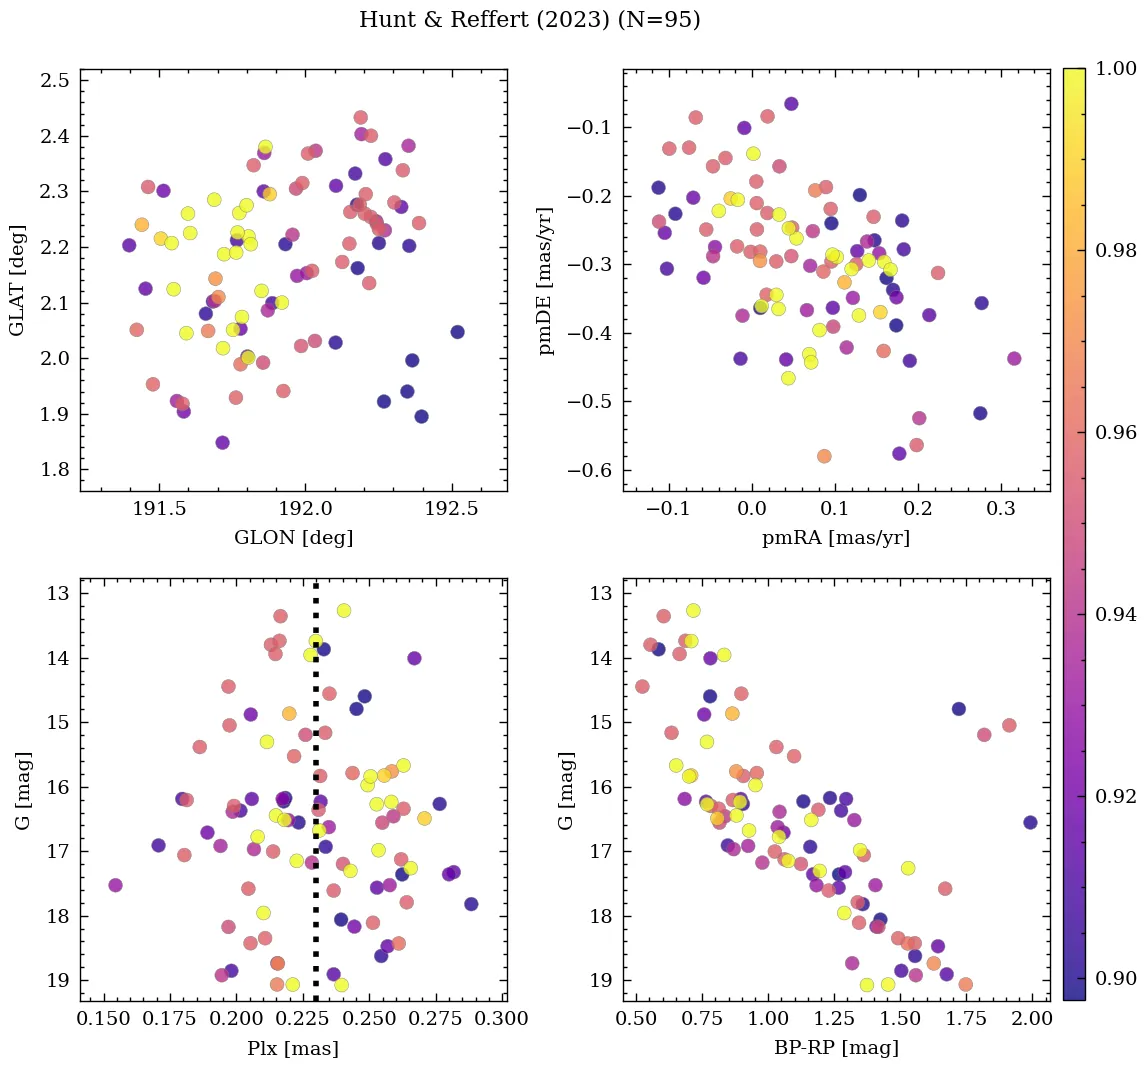 Hunt & Reffert (2023) (N=95)
2.5
2.4
2.3
2.2
2.1
2.0
1.9
1.8
GLAT [deg]
191.5 192.0 192.5
GLON [deg]
−0.1
−0.2
−0.3
−0.4
−0.5
−0.6
pmDE [mas/yr]
−0.1 0.0 0.1 0.2 0.3
pmRA [mas/yr]
13
14
15
16
17
18
19
G [mag]
0.150 0.175 0.200 0.225 0.250 0.275 0.300
Plx [mas]
13
14
15
16
17
18
19
G [mag]
0.50 0.75 1.00 1.25 1.50 1.75 2.00
BP-RP [mag]
1.00
0.98
0.96
0.94
0.92
0.90